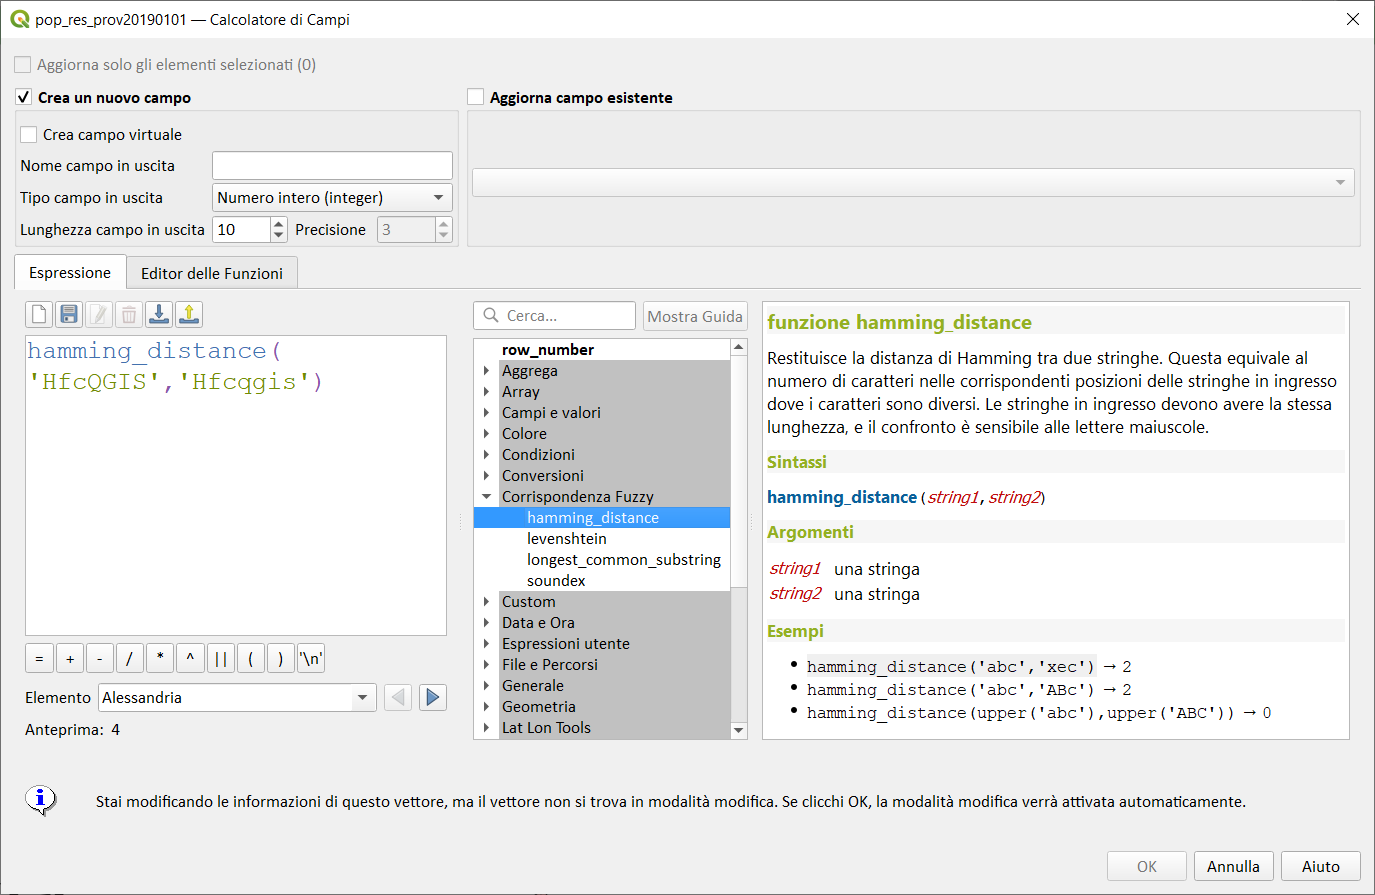 pop_res_prov20190101 — Calcolatore di Campi
Aggiorna solo gli elementi selezionati (0)
Crea un nuovo campo
Aggiorna campo esistente
Crea campo virtuale
Nome campo in uscita
Tipo campo in uscita
Numero intero (integer)
Lunghezza campo in uscita
10
Precisione
3
Espressione
Editor delle Funzioni
hamming_distance(
'HfcQGIS','Hfcqgis')
=
+
-
/
*
^
||
(
)
'\n'
Elemento
Alessandria
Anteprima: 4
Cerca...
Mostra Guida
row_number
Aggrega
Array
Campi e valori
Colore
Condizioni
Conversioni
Corrispondenza Fuzzy
hamming_distance
levenshtein
longest_common_substring
soundex
Custom
Data e Ora
Espressioni utente
File e Percorsi
Generale
Geometria
Lat Lon Tools
funzione hamming_distance
Restituisce la distanza di Hamming tra due stringhe. Questa equivale al
numero di caratteri nelle corrispondenti posizioni delle stringhe in ingresso
dove i caratteri sono diversi. Le stringhe in ingresso devono avere la stessa
lunghezza, e il confronto è sensibile alle lettere maiuscole.
Sintassi
hamming_distance(string1,string2)
Argomenti
string1 una stringa
string2 una stringa
Esempi
• hamming_distance('abc','xec') → 2
• hamming_distance('abc','ABc') → 2
• hamming_distance(upper('abc'),upper('ABC')) → 0
Stai modificando le informazioni di questo vettore, ma il vettore non si trova in modalità modifica. Se clicchi OK, la modalità modifica verrà attivata automaticamente.
OK
Annulla
Aiuto